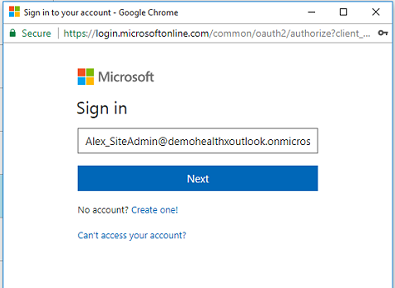 Sign in to your account - Google Chrome
Secure | https://login.microsoftonline.com/common/oauth2/authorize?client_...
Microsoft
Sign in
Alex_SiteAdmin@demohealthxoutlook.onmicros
Next
No account? Create one!
Can't access your account?